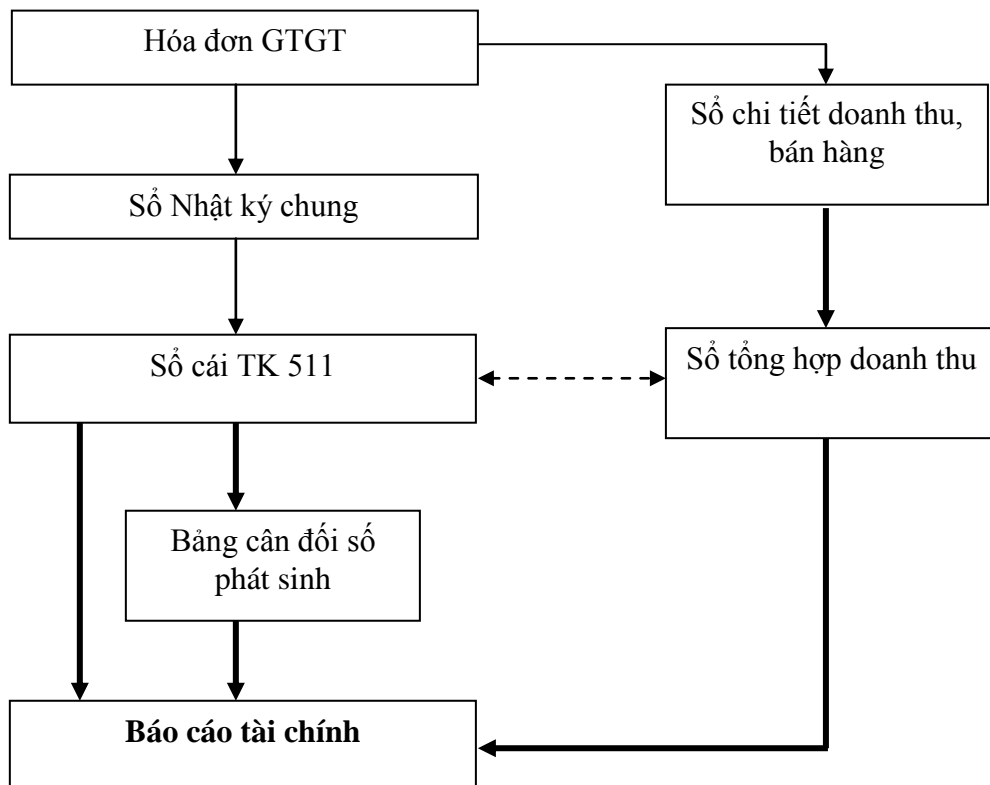 Hóa đơn GTGT
Sổ chi tiết doanh thu,
bán hàng
Sổ Nhật ký chung
Sổ cái TK 511
Sổ tổng hợp doanh thu
Bảng cân đối số
phát sinh
Báo cáo tài chính